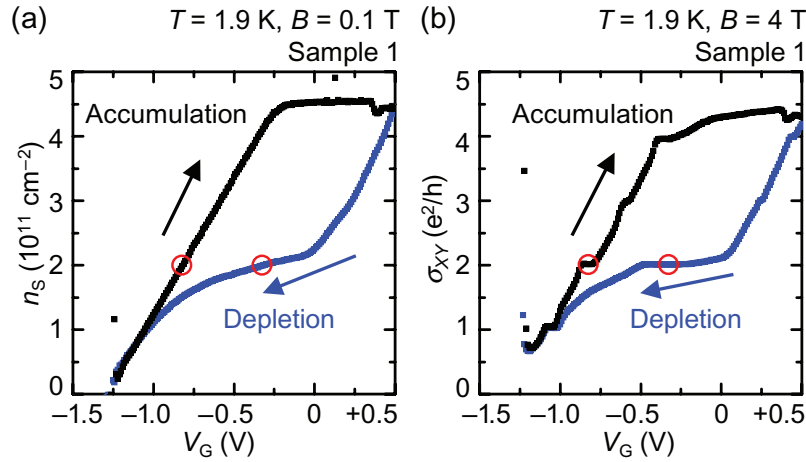 (a) T = 1.9 K, B = 0.1 T
Sample 1
5
4
3
2
1
0
n_S (10^11 cm^−2)
Accumulation
Depletion
−1.5 −1.0 −0.5 0 +0.5
V_G (V)
(b) T = 1.9 K, B = 4 T
Sample 1
5
4
3
2
1
0
σ_XY (e^2/h)
Accumulation
Depletion
−1.5 −1.0 −0.5 0 +0.5
V_G (V)